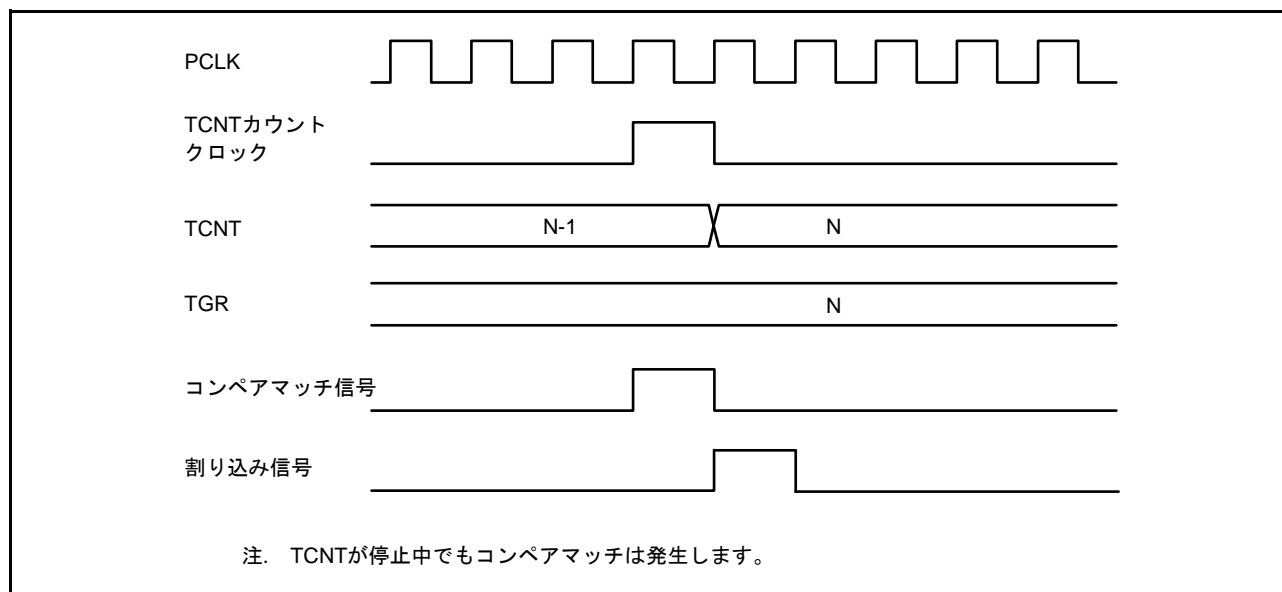 PCLK
TCNTカウント
クロック
TCNT
N-1
N
TGR
N
コンペアマッチ信号
割り込み信号
注. TCNTが停止中でもコンペアマッチは発生します。